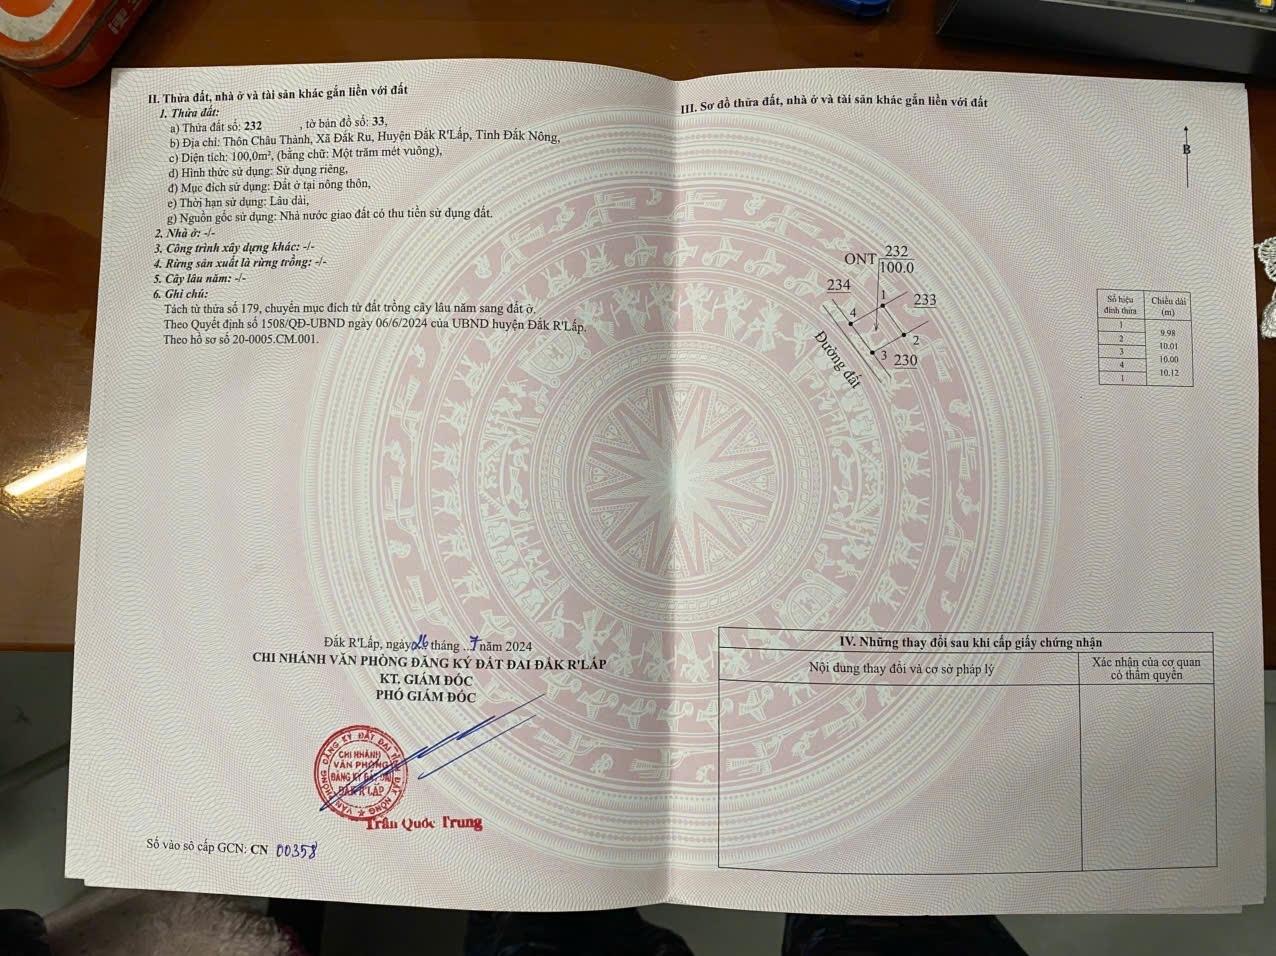 II. Thửa đất, nhà ở và tài sản khác gắn liền với đất
1. Thửa đất:
a) Thửa đất số: 232 , tờ bản đồ số: 33,
b) Địa chỉ: Thôn Châu Thành, Xã Đắk Ru, Huyện Đắk R'Lấp, Tỉnh Đắk Nông,
c) Diện tích: 100,0m², (bằng chữ: Một trăm mét vuông),
d) Hình thức sử dụng: Sử dụng riêng,
đ) Mục đích sử dụng: Đất ở tại nông thôn,
e) Thời hạn sử dụng: Lâu dài,
g) Nguồn gốc sử dụng: Nhà nước giao đất có thu tiền sử dụng đất.
2. Nhà ở: -/-
3. Công trình xây dựng khác: -/-
4. Rừng sản xuất là rừng trồng: -/-
5. Cây lâu năm: -/-
6. Ghi chú:
Tách từ thửa số 179, chuyển mục đích từ đất trồng cây lâu năm sang đất ở.
Theo Quyết định số 1508/QĐ-UBND ngày 06/6/2024 của UBND huyện Đắk R'Lấp.
Theo hồ sơ số 20-0005.CM.001.
Đắk R'Lấp, ngày 26 tháng ..7 năm 2024
CHI NHÁNH VĂN PHÒNG ĐĂNG KÝ ĐẤT ĐAI ĐẮK R'LẤP
KT. GIÁM ĐỐC
PHÓ GIÁM ĐỐC
CHI NHÁNH
VĂN PHÒNG
ĐĂNG KÝ ĐẤT ĐAI
ĐẮK R'LẤP
Trần Quốc Trung
Số vào sổ cấp GCN: CN 00358
III. Sơ đồ thửa đất, nhà ở và tài sản khác gắn liền với đất
B
ONT 232
100.0
234
1
233
4
2
3 230
Đường đất
Số hiệu đỉnh thửa
Chiều dài (m)
1
9.98
2
10.01
3
10.00
4
10.12
1
IV. Những thay đổi sau khi cấp giấy chứng nhận
Nội dung thay đổi và cơ sở pháp lý
Xác nhận của cơ quan
có thẩm quyền